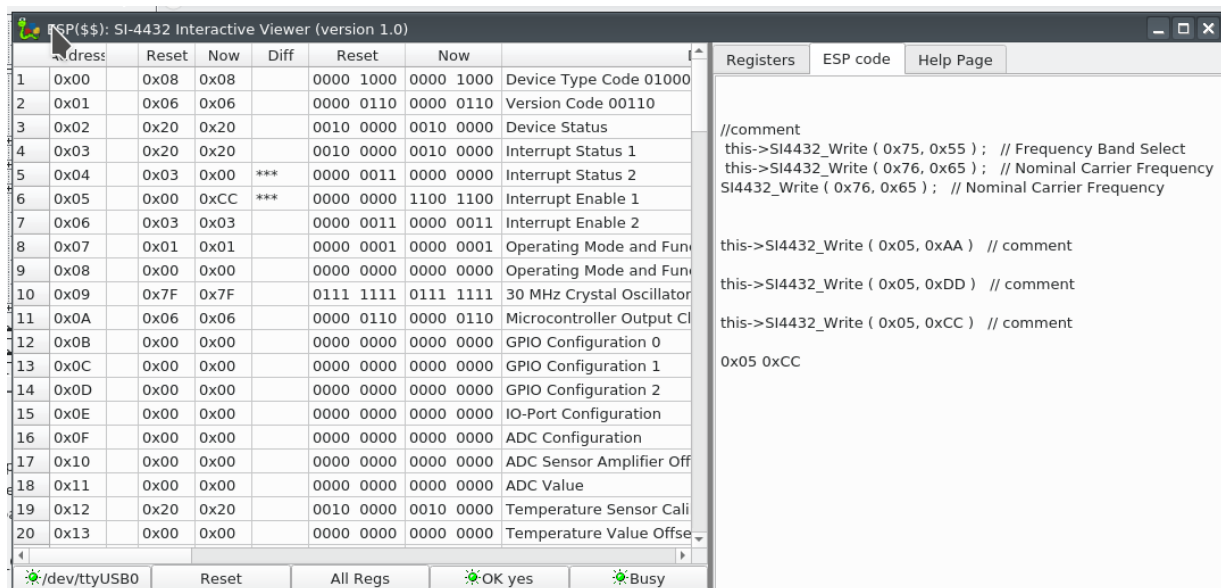 ESP($$): SI-4432 Interactive Viewer (version 1.0)
Reset Now Diff Reset Now
1 0x00 0x08 0x08 0000 1000 0000 1000 Device Type Code 01000
2 0x01 0x06 0x06 0000 0110 0000 0110 Version Code 00110
3 0x02 0x20 0x20 0010 0000 0010 0000 Device Status
4 0x03 0x20 0x20 0010 0000 0010 0000 Interrupt Status 1
5 0x04 0x03 0x00 *** 0000 0011 0000 0000 Interrupt Status 2
6 0x05 0x00 0xCC *** 0000 0000 1100 1100 Interrupt Enable 1
7 0x06 0x03 0x03 0000 0011 0000 0011 Interrupt Enable 2
8 0x07 0x01 0x01 0000 0001 0000 0001 Operating Mode and Fun
9 0x08 0x00 0x00 0000 0000 0000 0000 Operating Mode and Fun
10 0x09 0x7F 0x7F 0111 1111 0111 1111 30 MHz Crystal Oscillator
11 0x0A 0x06 0x06 0000 0110 0000 0110 Microcontroller Output Cl
12 0x0B 0x00 0x00 0000 0000 0000 0000 GPIO Configuration 0
13 0x0C 0x00 0x00 0000 0000 0000 0000 GPIO Configuration 1
14 0x0D 0x00 0x00 0000 0000 0000 0000 GPIO Configuration 2
15 0x0E 0x00 0x00 0000 0000 0000 0000 IO-Port Configuration
16 0x0F 0x00 0x00 0000 0000 0000 0000 ADC Configuration
17 0x10 0x00 0x00 0000 0000 0000 0000 ADC Sensor Amplifier Off
18 0x11 0x00 0x00 0000 0000 0000 0000 ADC Value
19 0x12 0x20 0x20 0010 0000 0010 0000 Temperature Sensor Cali
20 0x13 0x00 0x00 0000 0000 0000 0000 Temperature Value Offse
/dev/ttyUSB0 Reset All Regs OK yes Busy
Registers ESP code Help Page
//comment
this->SI4432_Write ( 0x75, 0x55 ) ; // Frequency Band Select
this->SI4432_Write ( 0x76, 0x65 ) ; // Nominal Carrier Frequency
SI4432_Write ( 0x76, 0x65 ) ; // Nominal Carrier Frequency
this->SI4432_Write ( 0x05, 0xAA ) // comment
this->SI4432_Write ( 0x05, 0xDD ) // comment
this->SI4432_Write ( 0x05, 0xCC ) // comment
0x05 0xCC